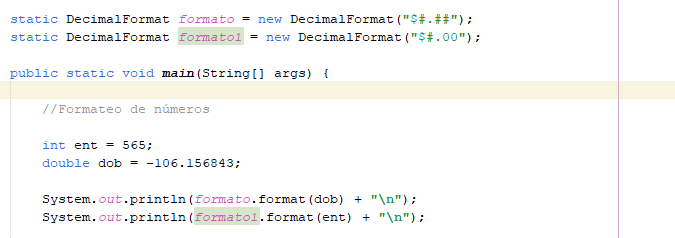 static DecimalFormat formato = new DecimalFormat("$#.##");
static DecimalFormat formato1 = new DecimalFormat("$#.00");
public static void main(String[] args) {
//Formateo de números
int ent = 565;
double dob = -106.156843;
System.out.println(formato.format(dob) + "\n");
System.out.println(formato1.format(ent) + "\n");